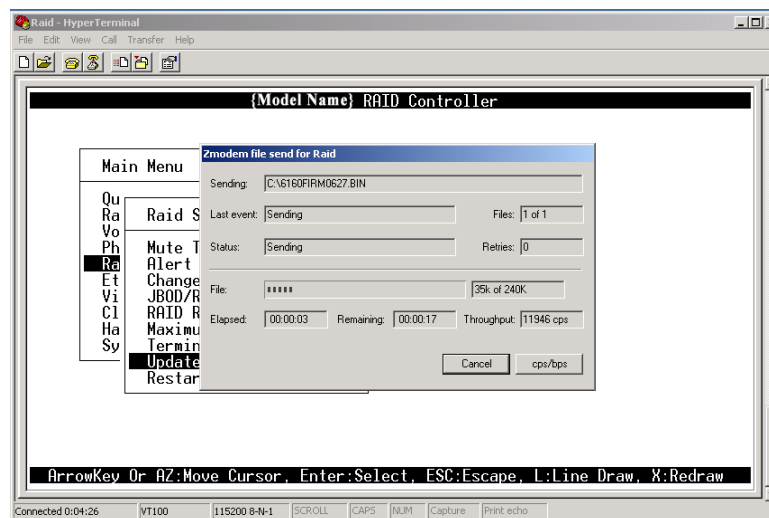 Raid - HyperTerminal
File Edit View Call Transfer Help
{Model Name} RAID Controller
Main Menu
Qu
Ra
Vo
Ph
Ra
Et
Vi
Cl
Ha
Sy
Raid S
Mute T
Alert
Change
JBOD/R
RAID R
Maximu
Termin
Update
Restar
Zmodem file send for Raid
Sending: C:\6160FIRM0627.BIN
Last event: Sending Files: 1 of 1
Status: Sending Retries: 0
File: 35k of 240K
Elapsed: 00:00:03 Remaining: 00:00:17 Throughput: 11946 cps
Cancel cps/bps
ArrowKey Or AZ:Move Cursor, Enter:Select, ESC:Escape, L:Line Draw, X:Redraw
Connected 0:04:26 VT100 115200 8-N-1 SCROLL CAPS NUM Capture Print echo